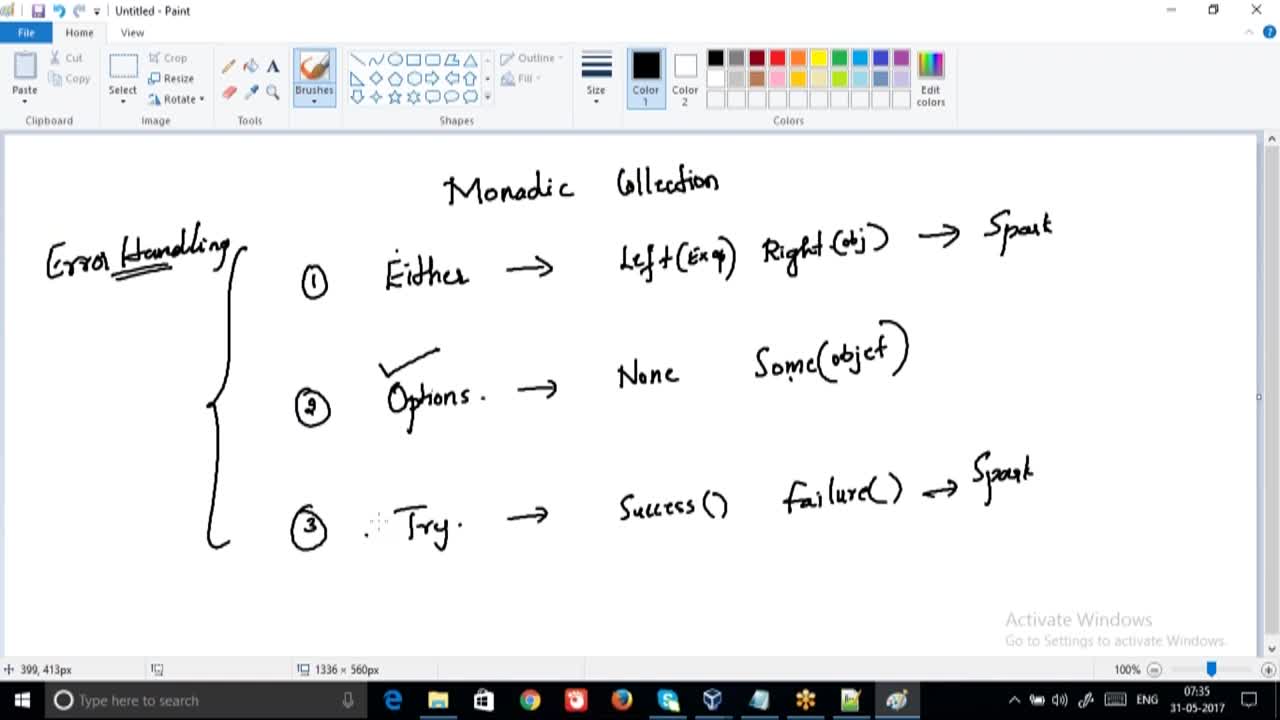 Untitled - Paint
File Home View
Paste Cut Copy Select Crop Resize Rotate Brushes Outline Fill Size Color 1 Color 2 Edit colors
Clipboard Image Tools Shapes Colors
Monadic Collection
Error Handling
1 Either → Left(Exp) Right(obj) → Spark
2 Options. → None Some(objet)
3 Try. → Success() failure() → Spark
Activate Windows
Go to Settings to activate Windows.
399, 413px 1336 × 560px 100%
Type here to search ENG 07:35
31-05-2017